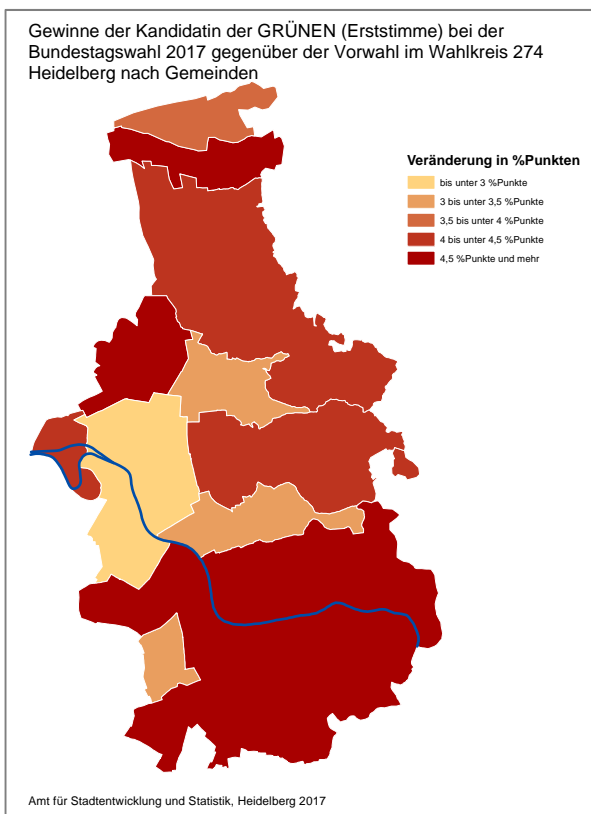 Gewinne der Kandidatin der GRÜNEN (Erststimme) bei der
Bundestagswahl 2017 gegenüber der Vorwahl im Wahlkreis 274
Heidelberg nach Gemeinden
Veränderung in %Punkten
bis unter 3 %Punkte
3 bis unter 3,5 %Punkte
3,5 bis unter 4 %Punkte
4 bis unter 4,5 %Punkte
4,5 %Punkte und mehr
Amt für Stadtentwicklung und Statistik, Heidelberg 2017